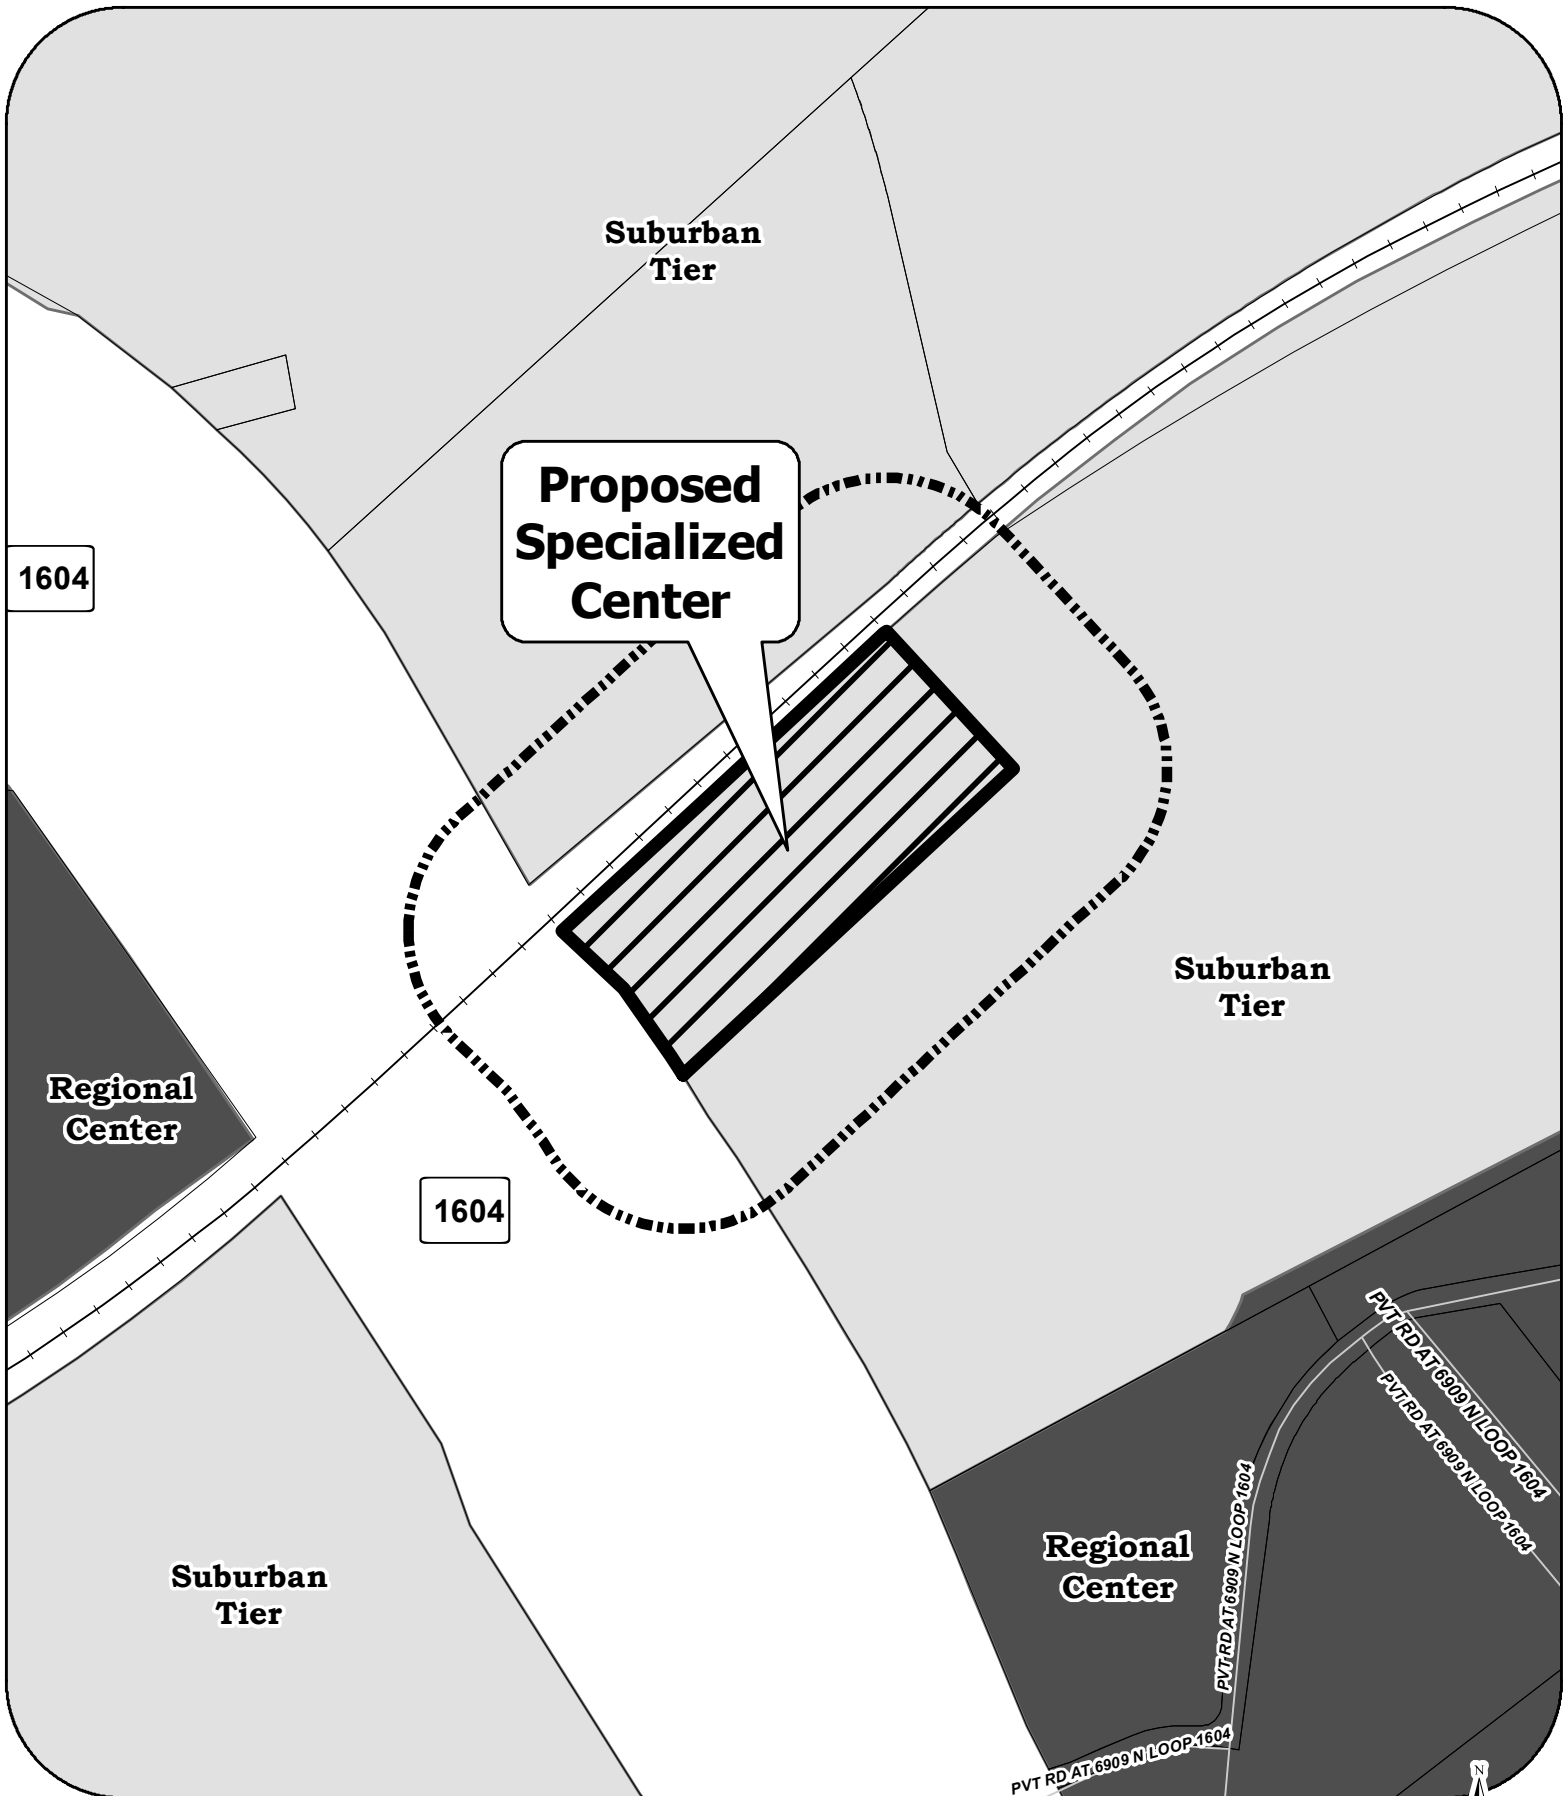 Suburban
Tier
Proposed
Specialized
Center
1604
Suburban
Tier
Regional
Center
1604
PVT RD AT 6909 N LOOP 1604
PVT RD AT 6909 N LOOP 1604
PVT RD AT 6909 N LOOP 1604
Regional
Center
Suburban
Tier
PVT RD AT 6909 N LOOP 1604
N